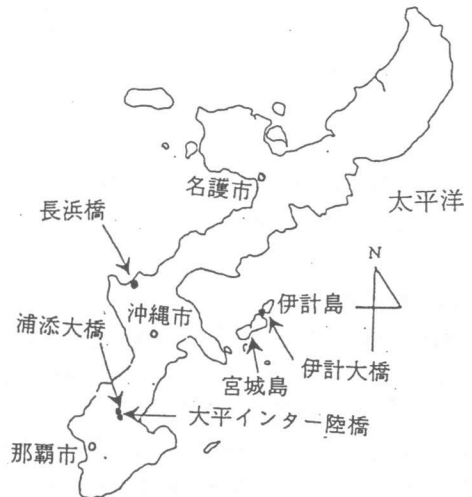 名護市
太平洋
長浜橋
N
沖縄市
伊計島
浦添大橋
伊計大橋
宮城島
大平インター陸橋
那覇市